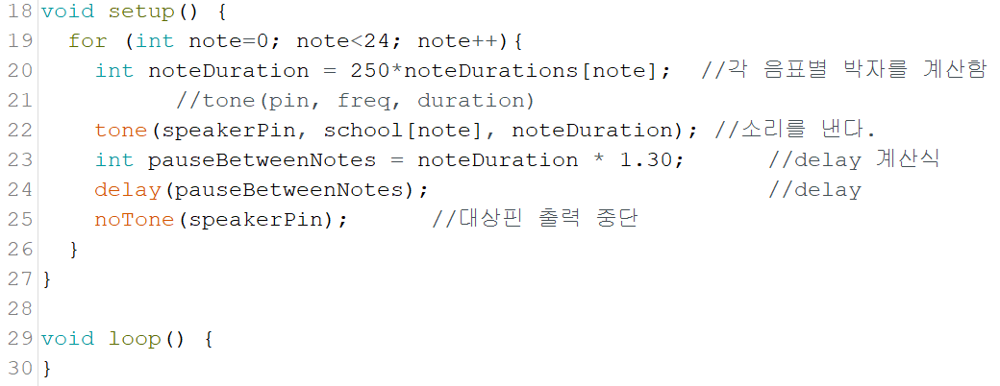 18 void setup() {
19   for (int note=0; note<24; note++){
20     int noteDuration = 250*noteDurations[note];  //각 음표별 박자를 계산함
21           //tone(pin, freq, duration)
22     tone(speakerPin, school[note], noteDuration); //소리를 낸다.
23     int pauseBetweenNotes = noteDuration * 1.30;      //delay 계산식
24     delay(pauseBetweenNotes);                         //delay
25     noTone(speakerPin);      //대상핀 출력 중단
26   }
27 }
28
29 void loop() {
30 }